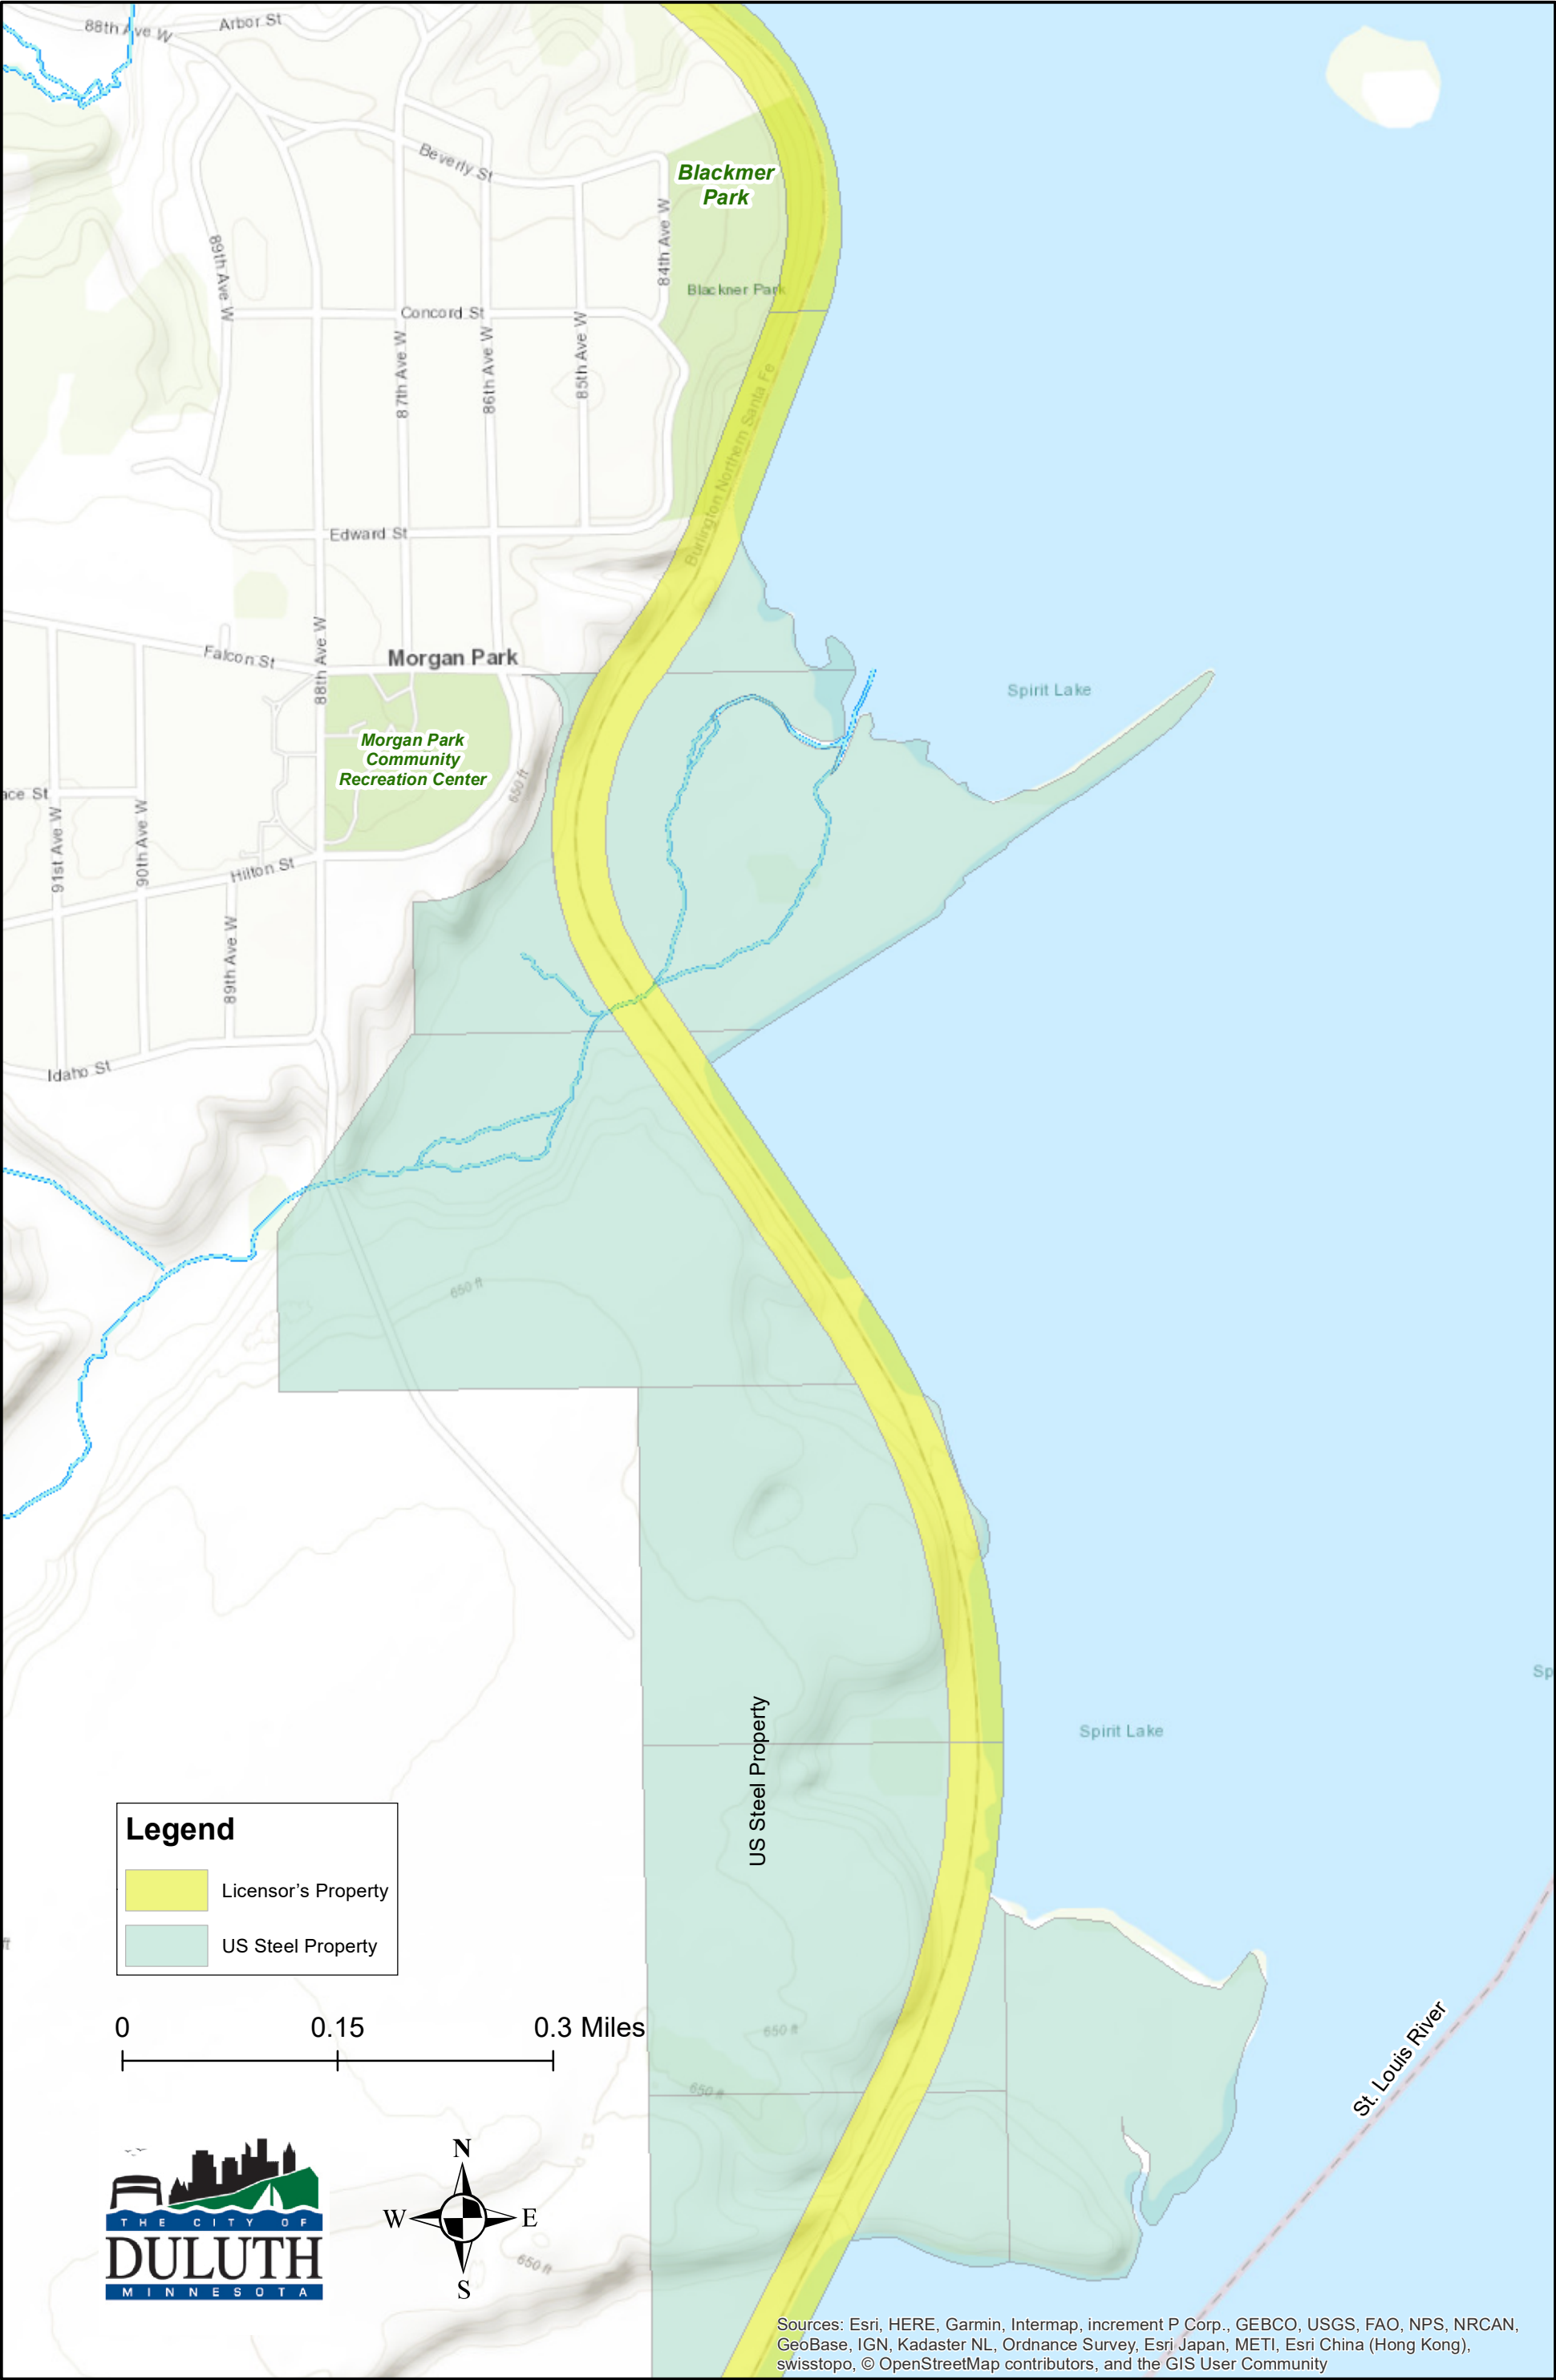 88th Ave W
Arbor St
Beverly St
Blackmer
Park
84th Ave W
89th Ave W
Blackner Park
Concord St
87th Ave W
86th Ave W
85th Ave W
Burlington Northern Santa Fe
Edward St
88th Ave W
Falcon St
Morgan Park
Spirit Lake
Morgan Park
Community
Recreation Center
650 ft
ace St
91st Ave W
90th Ave W
Hilton St
89th Ave W
Idaho St
650 ft
Sp
US Steel Property
Spirit Lake
Legend
Licensor's Property
US Steel Property
ft
0 0.15 0.3 Miles
650 ft
650 ft
St. Louis River
N
W E
S
THE CITY OF
DULUTH
MINNESOTA
650 ft
Sources: Esri, HERE, Garmin, Intermap, increment P Corp., GEBCO, USGS, FAO, NPS, NRCAN,
GeoBase, IGN, Kadaster NL, Ordnance Survey, Esri Japan, METI, Esri China (Hong Kong),
swisstopo, © OpenStreetMap contributors, and the GIS User Community